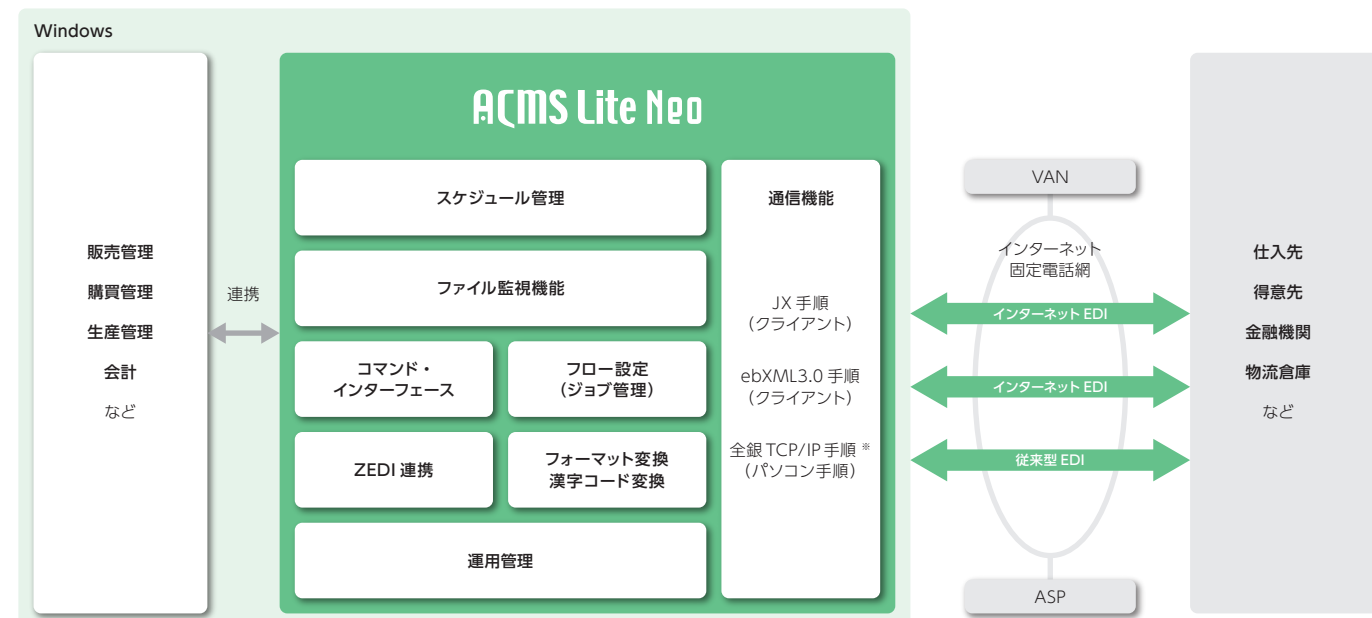 Windows
販売管理
購買管理
生産管理
会計
など
連携
ACMS Lite Neo
スケジュール管理
ファイル監視機能
コマンド・
インターフェース
フロー設定
（ジョブ管理）
ZEDI 連携
フォーマット変換
漢字コード変換
運用管理
通信機能
JX 手順
（クライアント）
ebXML3.0 手順
（クライアント）
全銀 TCP/IP 手順 ※
（パソコン手順）
VAN
インターネット
固定電話網
インターネット EDI
インターネット EDI
従来型 EDI
ASP
仕入先
得意先
金融機関
物流倉庫
など